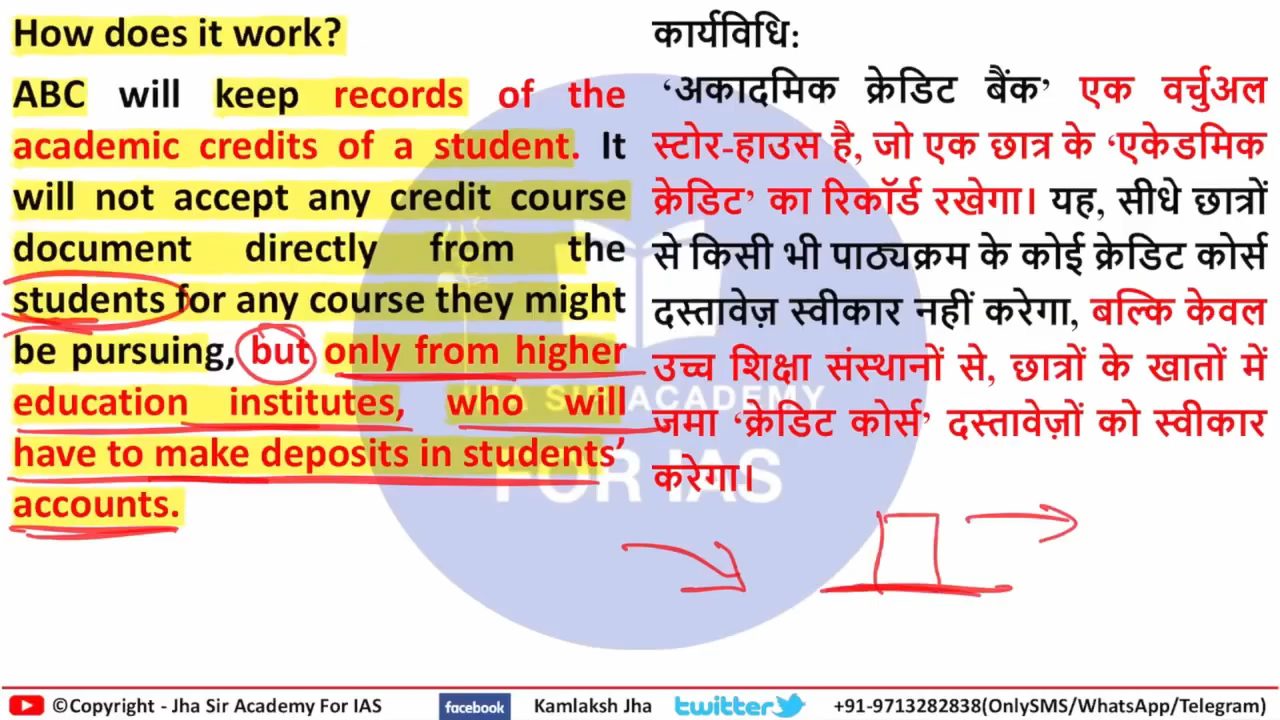 How does it work?
ABC will keep records of the
academic credits of a student. It
will not accept any credit course
document directly from the
students for any course they might
be pursuing, but only from higher
education institutes, who will
have to make deposits in students’
accounts.
कार्यविधि:
‘अकादमिक क्रेडिट बैंक’ एक वर्चुअल
स्टोर-हाउस है, जो एक छात्र के ‘एकेडमिक
क्रेडिट’ का रिकॉर्ड रखेगा। यह, सीधे छात्रों
से किसी भी पाठ्यक्रम के कोई क्रेडिट कोर्स
दस्तावेज़ स्वीकार नहीं करेगा, बल्कि केवल
उच्च शिक्षा संस्थानों से, छात्रों के खातों में
जमा ‘क्रेडिट कोर्स’ दस्तावेज़ों को स्वीकार
करेगा।
JHA SIR ACADEMY
FOR IAS
©Copyright - Jha Sir Academy For IAS
facebook
Kamlaksh Jha
twitter
+91-9713282838(OnlySMS/WhatsApp/Telegram)